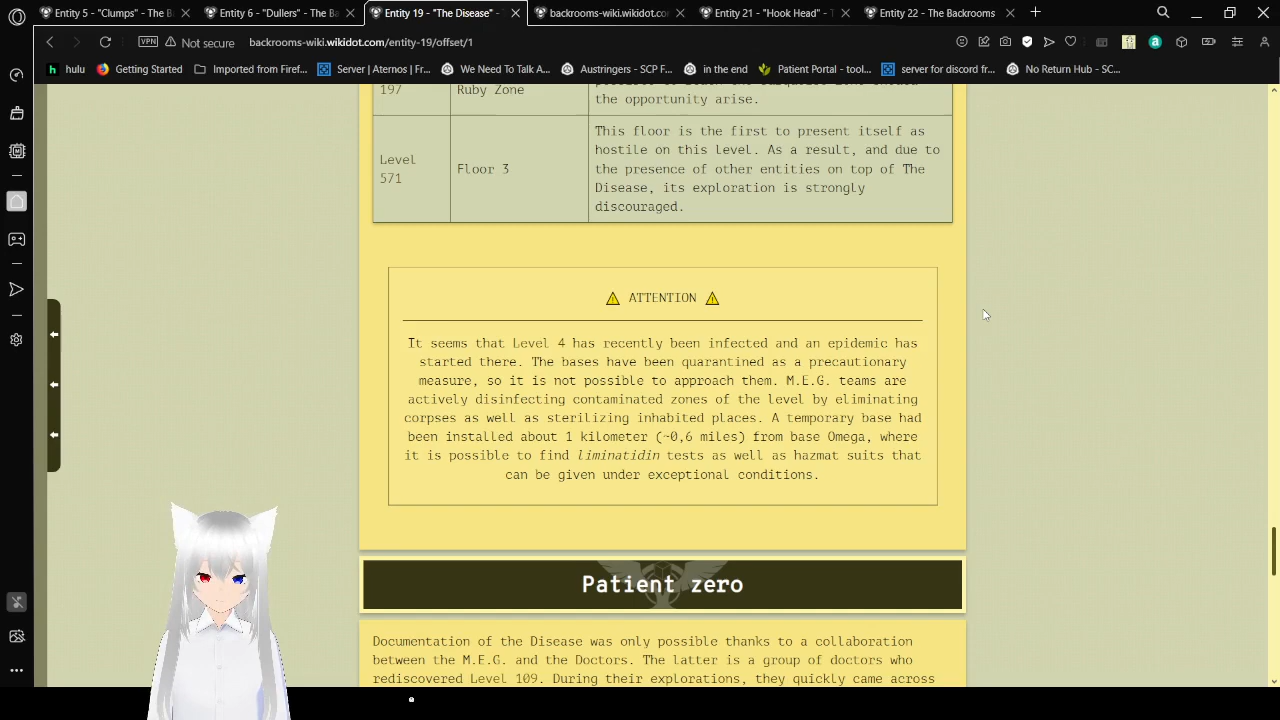 Entity 5 - "Clumps" - The B
Entity 6 - "Dullers" - The Ba
Entity 19 - "The Disease" -
backrooms-wiki.wikidot.co
Entity 21 - "Hook Head" - T
Entity 22 - The Backrooms
VPN
Not secure
backrooms-wiki.wikidot.com/entity-19/offset/1
hulu
Getting Started
Imported from Firef...
Server | Aternos | Fr...
We Need To Talk A...
Austringers - SCP F...
in the end
Patient Portal - tool...
server for discord fr...
No Return Hub - SC...
197
Ruby Zone
the opportunity arise.
Level
571
Floor 3
This floor is the first to present itself as
hostile on this level. As a result, and due to
the presence of other entities on top of The
Disease, its exploration is strongly
discouraged.
ATTENTION
It seems that Level 4 has recently been infected and an epidemic has
started there. The bases have been quarantined as a precautionary
measure, so it is not possible to approach them. M.E.G. teams are
actively disinfecting contaminated zones of the level by eliminating
corpses as well as sterilizing inhabited places. A temporary base had
been installed about 1 kilometer (~0,6 miles) from base Omega, where
it is possible to find liminatidin tests as well as hazmat suits that
can be given under exceptional conditions.
Patient zero
Documentation of the Disease was only possible thanks to a collaboration
between the M.E.G. and the Doctors. The latter is a group of doctors who
rediscovered Level 109. During their explorations, they quickly came across